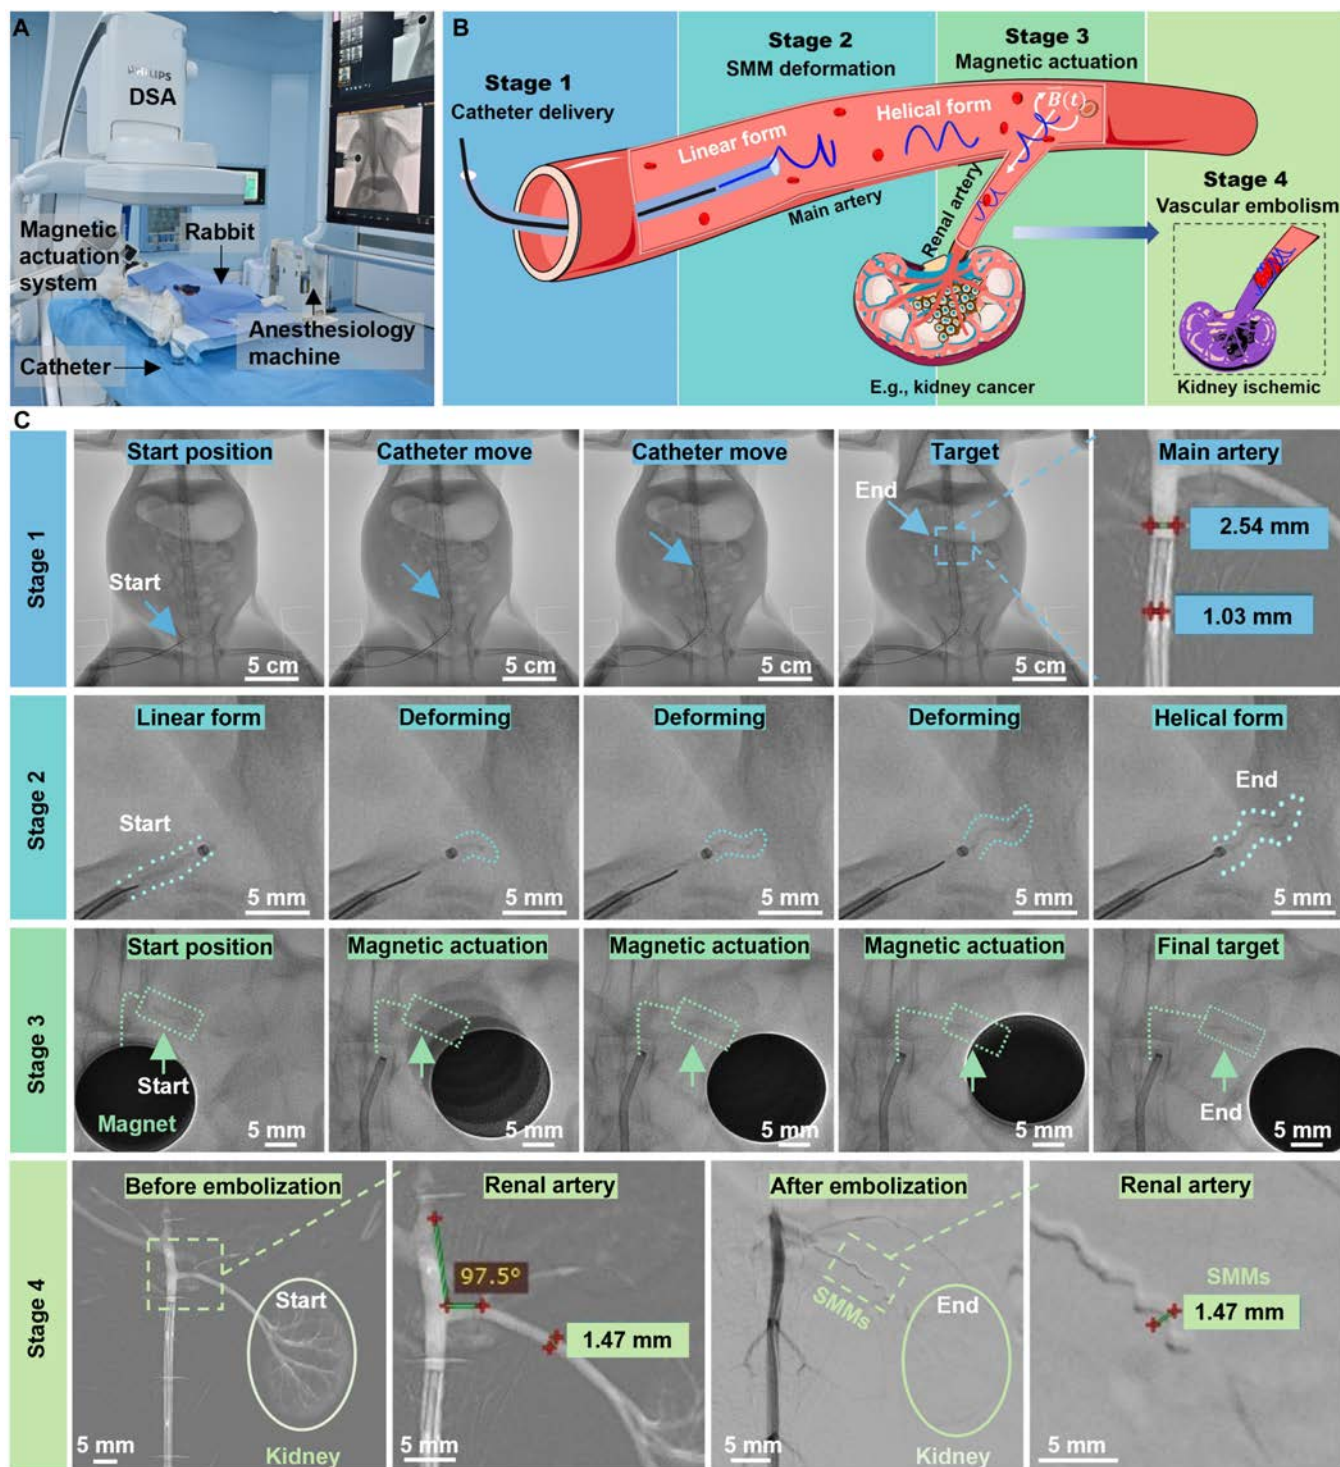 A
PHILIPS
DSA
Magnetic
actuation
system
Rabbit
Anesthesiology
machine
Catheter
B
Stage 1
Catheter delivery
Stage 2
SMM deformation
Stage 3
Magnetic actuation
Linear form
Helical form
B(t)
Main artery
Renal artery
Stage 4
Vascular embolism
E.g., kidney cancer
Kidney ischemic
C
Stage 1
Start position
Start
5 cm
Catheter move
5 cm
Catheter move
5 cm
Target
End
5 cm
Main artery
2.54 mm
1.03 mm
Stage 2
Linear form
Start
5 mm
Deforming
5 mm
Deforming
5 mm
Deforming
5 mm
Helical form
End
5 mm
Stage 3
Start position
Start
Magnet
5 mm
Magnetic actuation
5 mm
Magnetic actuation
5 mm
Magnetic actuation
5 mm
Final target
End
5 mm
Stage 4
Before embolization
Start
5 mm
Kidney
Renal artery
97.5°
1.47 mm
5 mm
After embolization
SMMs
End
5 mm
Kidney
Renal artery
SMMs
1.47 mm
5 mm